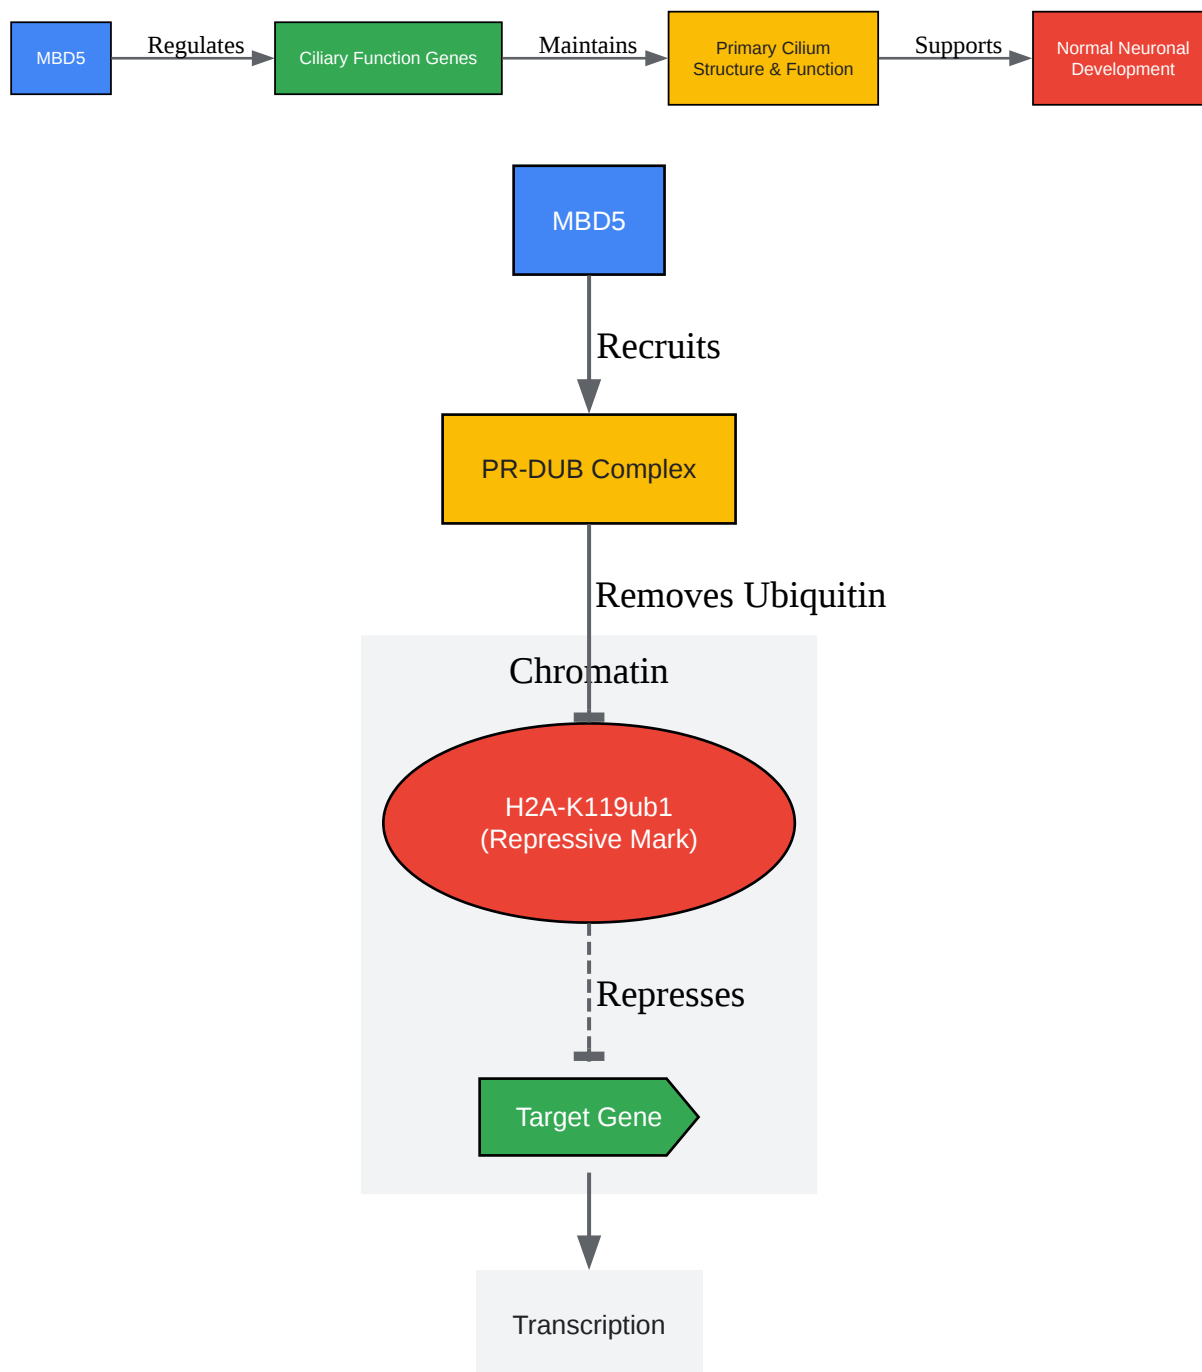 MBD5
Regulates
Ciliary Function Genes
Maintains
Primary Cilium
Structure & Function
Supports
Normal Neuronal
Development
MBD5
Recruits
PR-DUB Complex
Removes Ubiquitin
Chromatin
H2A-K119ub1
(Repressive Mark)
Represses
Target Gene
Transcription